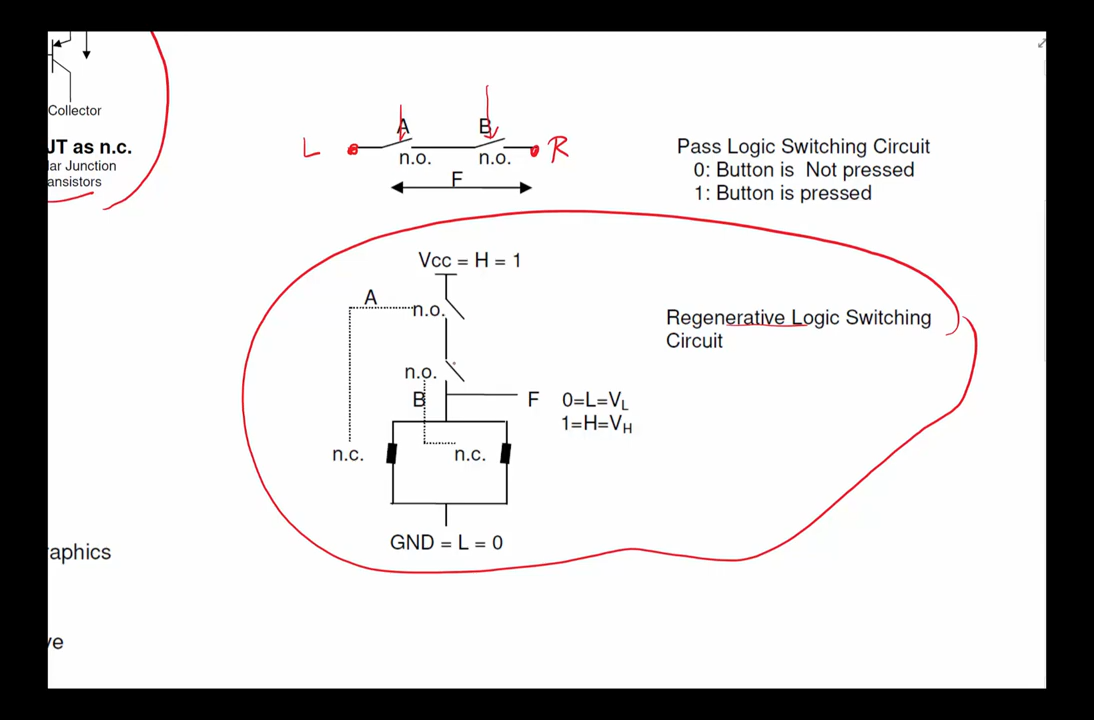 Collector
JT as n.c.
lar Junction
ansistors
A
B
L
R
n.o.
n.o.
F
Pass Logic Switching Circuit
0: Button is Not pressed
1: Button is pressed
Vcc = H = 1
A
n.o.
n.o.
B
F
0=L=VL
1=H=VH
n.c.
n.c.
GND = L = 0
Regenerative Logic Switching
Circuit
raphics
ve